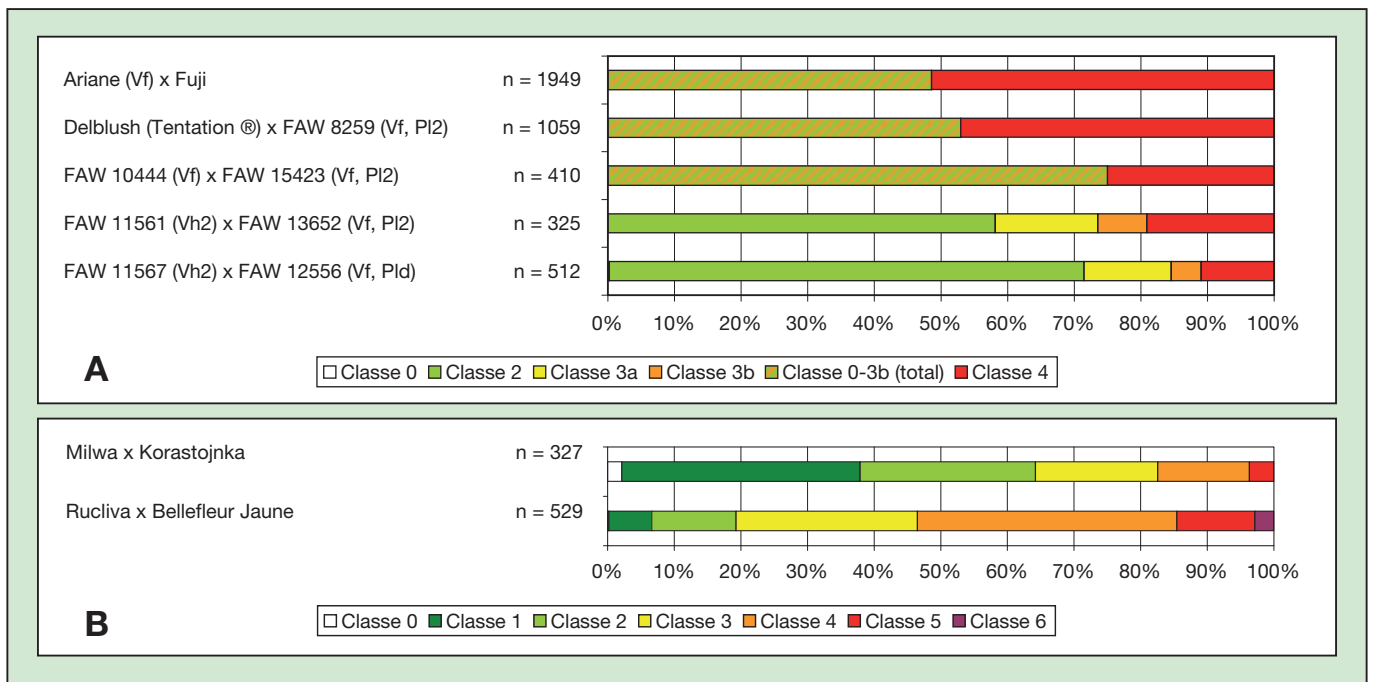 Ariane (Vf) x Fuji n = 1949
Delblush (Tentation ®) x FAW 8259 (Vf, Pl2) n = 1059
FAW 10444 (Vf) x FAW 15423 (Vf, Pl2) n = 410
FAW 11561 (Vh2) x FAW 13652 (Vf, Pl2) n = 325
FAW 11567 (Vh2) x FAW 12556 (Vf, Pld) n = 512
0% 10% 20% 30% 40% 50% 60% 70% 80% 90% 100%
A
Classe 0 Classe 2 Classe 3a Classe 3b Classe 0-3b (total) Classe 4
Milwa x Korastojnka n = 327
Rucliva x Bellefleur Jaune n = 529
0% 10% 20% 30% 40% 50% 60% 70% 80% 90% 100%
B
Classe 0 Classe 1 Classe 2 Classe 3 Classe 4 Classe 5 Classe 6